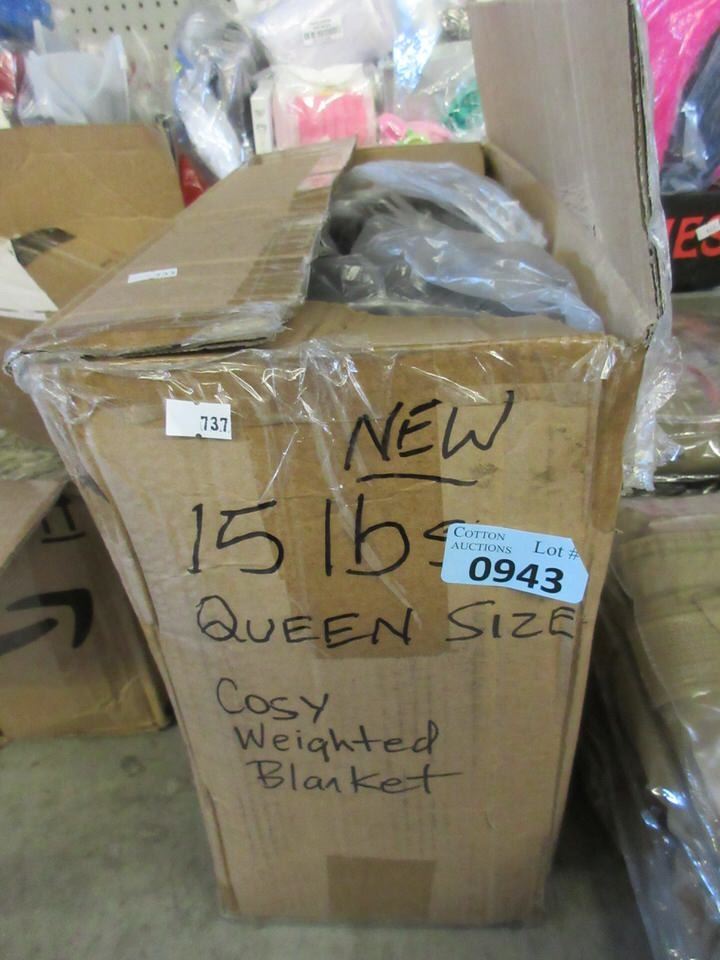 737
NEW
15 lbs
COTTON
AUCTIONS
Lot #
0943
QUEEN SIZE
Cosy
Weighted
Blanket